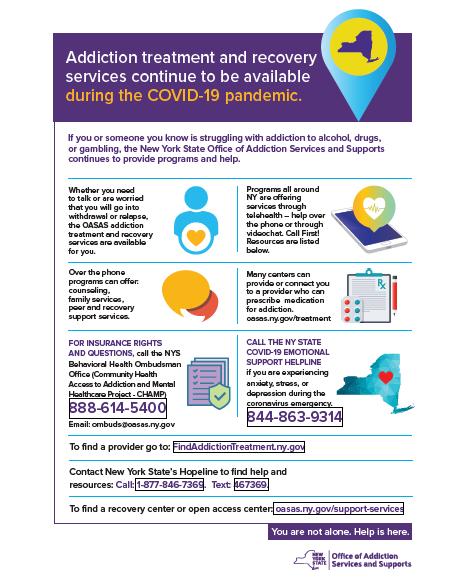 Addiction treatment and recovery
services continue to be available
during the COVID-19 pandemic.
If you or someone you know is struggling with addiction to alcohol, drugs,
or gambling, the New York State Office of Addiction Services and Supports
continues to provide programs and help.
Whether you need
to talk or are worried
that you will go into
withdrawal or relapse,
the OASAS addiction
treatment and recovery
services are available
for you.
Programs all around
NY are offering
services through
telehealth – help over
the phone or through
videochat. Call First!
Resources are listed
below.
Over the phone
programs can offer:
counseling,
family services,
peer and recovery
support services.
Many centers can
provide or connect you
to a provider who can
prescribe medication
for addiction.
oasas.ny.gov/treatment
Rx
FOR INSURANCE RIGHTS
AND QUESTIONS, call the NYS
Behavioral Health Ombudsman
Office (Community Health
Access to Addiction and Mental
Healthcare Project - CHAMP)
888-614-5400
Email: ombuds@oasas.ny.gov
CALL THE NY STATE
COVID-19 EMOTIONAL
SUPPORT HELPLINE
if you are experiencing
anxiety, stress, or
depression during the
coronavirus emergency.
844-863-9314
To find a provider go to: FindAddictionTreatment.ny.gov
Contact New York State's Hopeline to find help and
resources: Call: 1-877-846-7369. Text: 467369.
To find a recovery center or open access center: oasas.ny.gov/support-services
You are not alone. Help is here.
NEW
YORK
STATE
Office of Addiction
Services and Supports